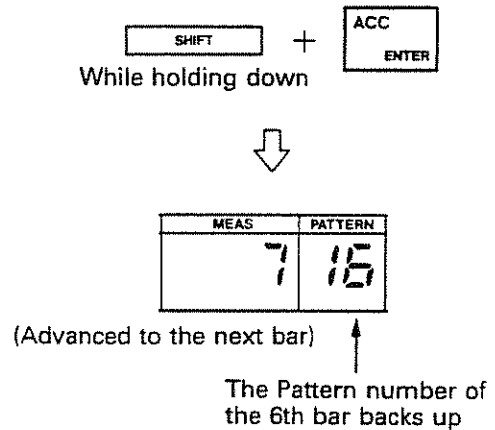 SHIFT + ACC ENTER
While holding down
MEAS PATTERN
7 16
(Advanced to the next bar)
The Pattern number of
the 6th bar backs up